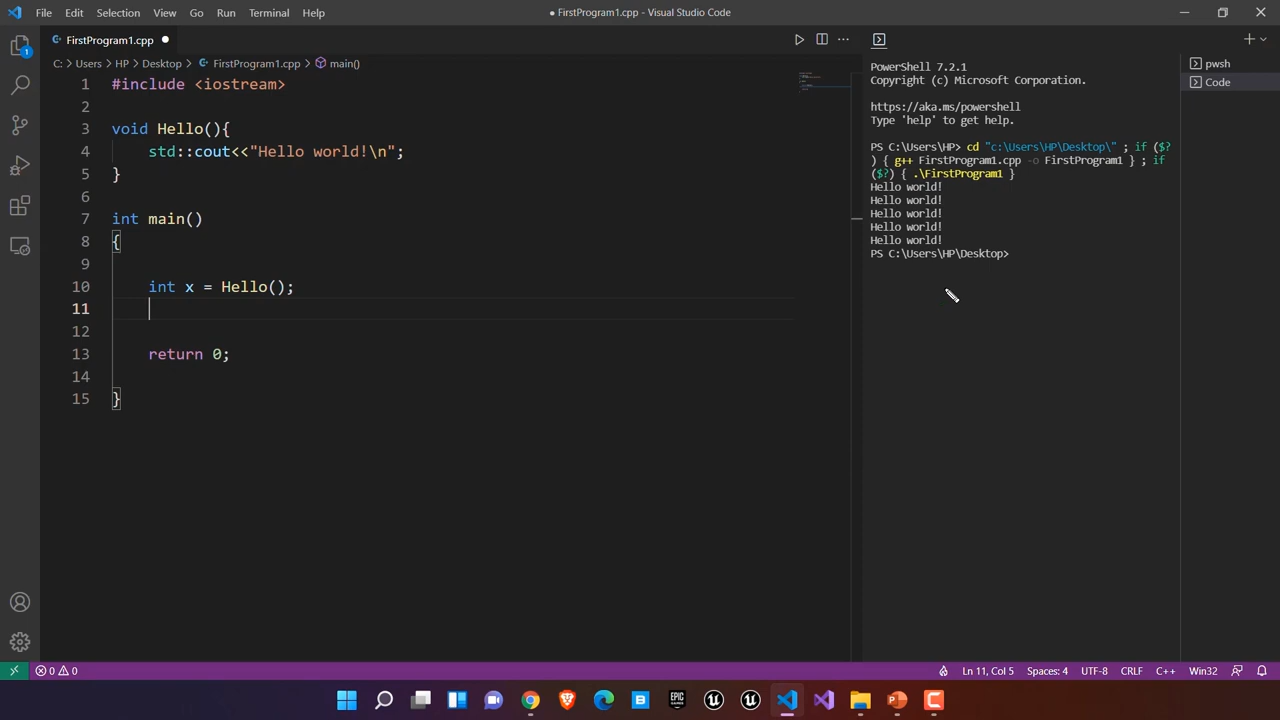 File Edit Selection View Go Run Terminal Help
● FirstProgram1.cpp - Visual Studio Code
1
FirstProgram1.cpp ●
C: > Users > HP > Desktop > FirstProgram1.cpp > main()
1 #include <iostream>
2
3 void Hello(){
4 std::cout<<"Hello world!\n";
5 }
6
7 int main()
8 {
9
10 int x = Hello();
11
12
13 return 0;
14
15 }
PowerShell 7.2.1
Copyright (c) Microsoft Corporation.
https://aka.ms/powershell
Type 'help' to get help.
PS C:\Users\HP> cd "c:\Users\HP\Desktop\" ; if ($?
) { g++ FirstProgram1.cpp -o FirstProgram1 } ; if
($?) { .\FirstProgram1 }
Hello world!
Hello world!
Hello world!
Hello world!
Hello world!
PS C:\Users\HP\Desktop>
pwsh
Code
0 0
Ln 11, Col 5 Spaces: 4 UTF-8 CRLF C++ Win32
EPIC GAMES